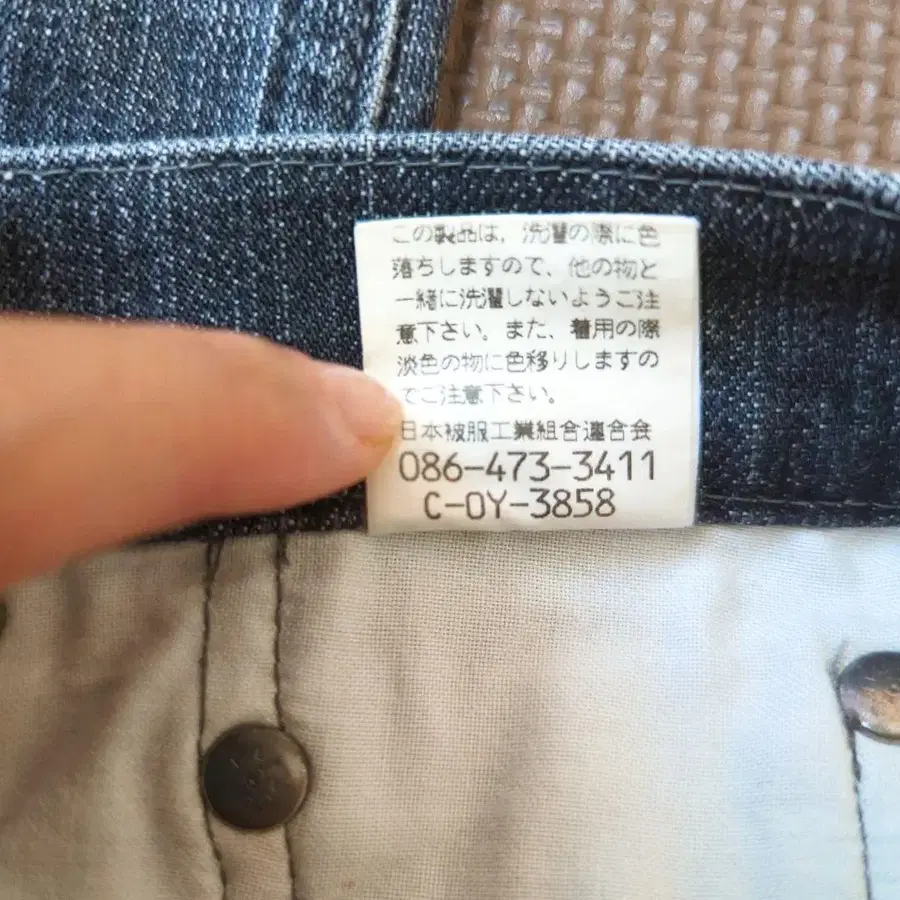 この製品は、洗濯の際に色
落ちしますので、他の物と
一緒に洗濯しないようご注
意下さい。また、着用の際
淡色の物に色移りしますの
でご注意下さい。
日本被服工業組合連合会
086-473-3411
C-OY-3858